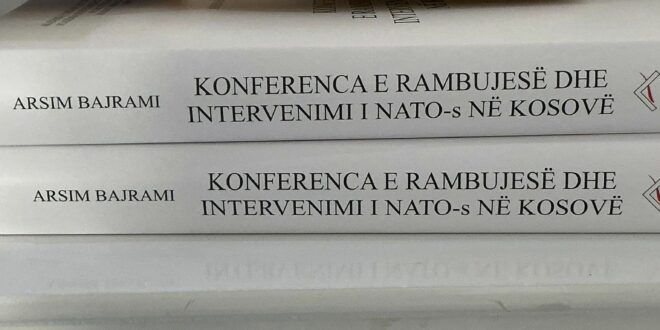 ARSIM BAJRAMI
KONFERENCA E RAMBUJESË DHE
INTERVENIMI I NATO-s NË KOSOVË
ARSIM BAJRAMI
KONFERENCA E RAMBUJESË DHE
INTERVENIMI I NATO-s NË KOSOVË